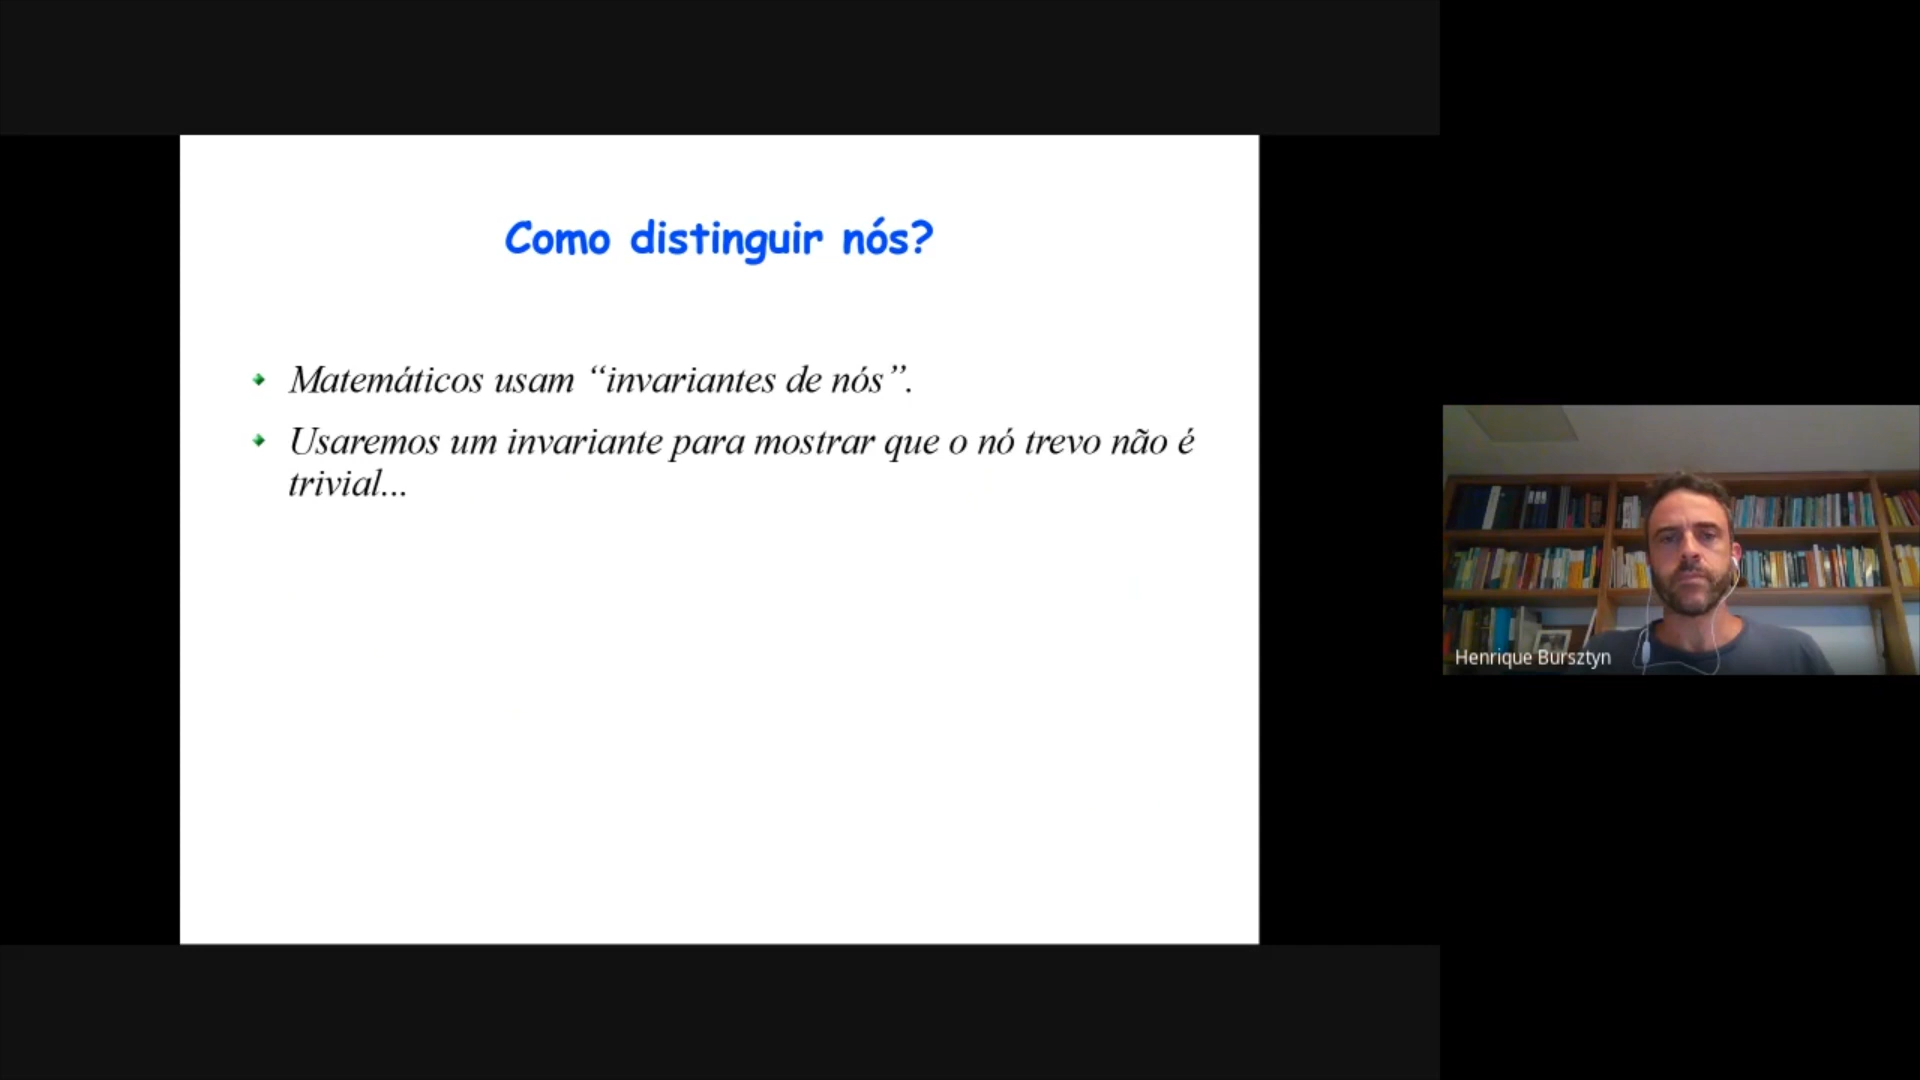 Como distinguir nós?
Matemáticos usam “invariantes de nós”.
Usaremos um invariante para mostrar que o nó trevo não é
trivial...
Henrique Bursztyn